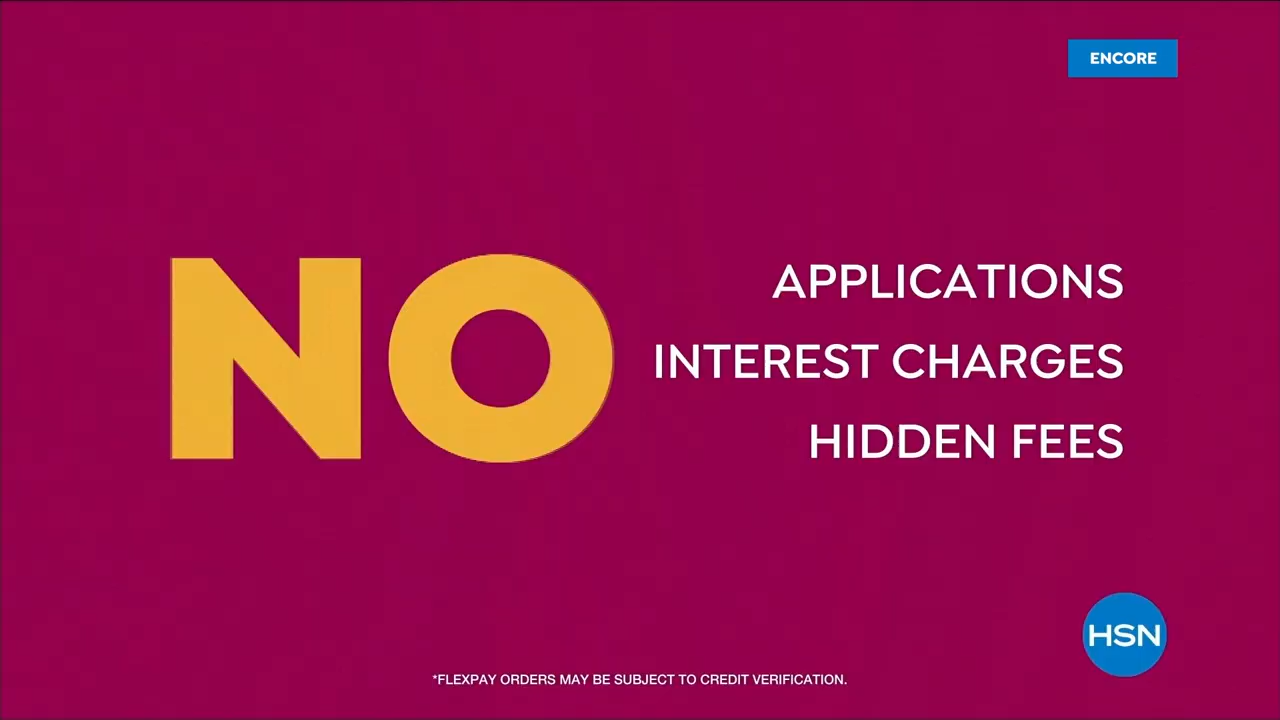 ENCORE
NO
APPLICATIONS
INTEREST CHARGES
HIDDEN FEES
HSN
*FLEXPAY ORDERS MAY BE SUBJECT TO CREDIT VERIFICATION.